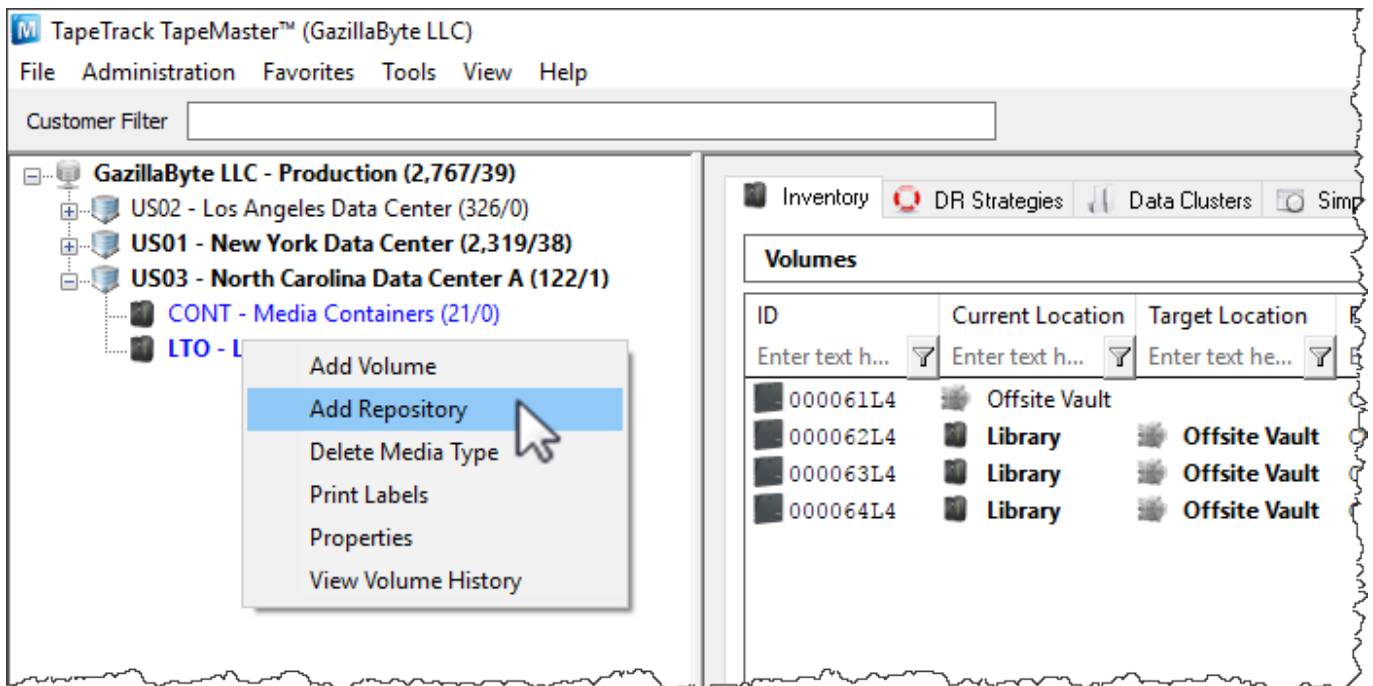 TapeTrack TapeMaster™ (GazillaByte LLC)
File Administration Favorites Tools View Help
Customer Filter
GazillaByte LLC - Production (2,767/39)
US02 - Los Angeles Data Center (326/0)
US01 - New York Data Center (2,319/38)
US03 - North Carolina Data Center A (122/1)
CONT - Media Containers (21/0)
LTO - L
Add Volume
Add Repository
Delete Media Type
Print Labels
Properties
View Volume History
Inventory DR Strategies Data Clusters Simp
Volumes
ID Current Location Target Location
Enter text h... Enter text h... Enter text he...
000061L4 Offsite Vault
000062L4 Library Offsite Vault
000063L4 Library Offsite Vault
000064L4 Library Offsite Vault